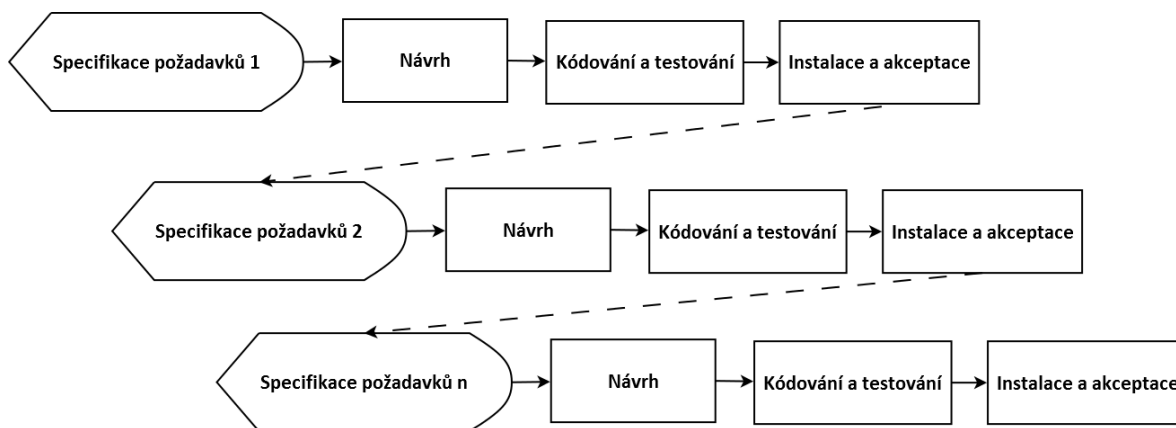 Specifikace požadavků 1
Návrh
Kódování a testování
Instalace a akceptace
Specifikace požadavků 2
Návrh
Kódování a testování
Instalace a akceptace
Specifikace požadavků n
Návrh
Kódování a testování
Instalace a akceptace